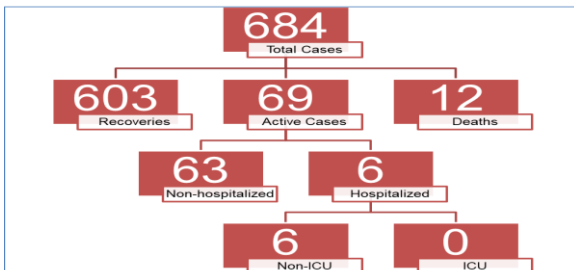 684
Total Cases
603
Recoveries
69
Active Cases
12
Deaths
63
Non-hospitalized
6
Hospitalized
6
Non-ICU
0
ICU